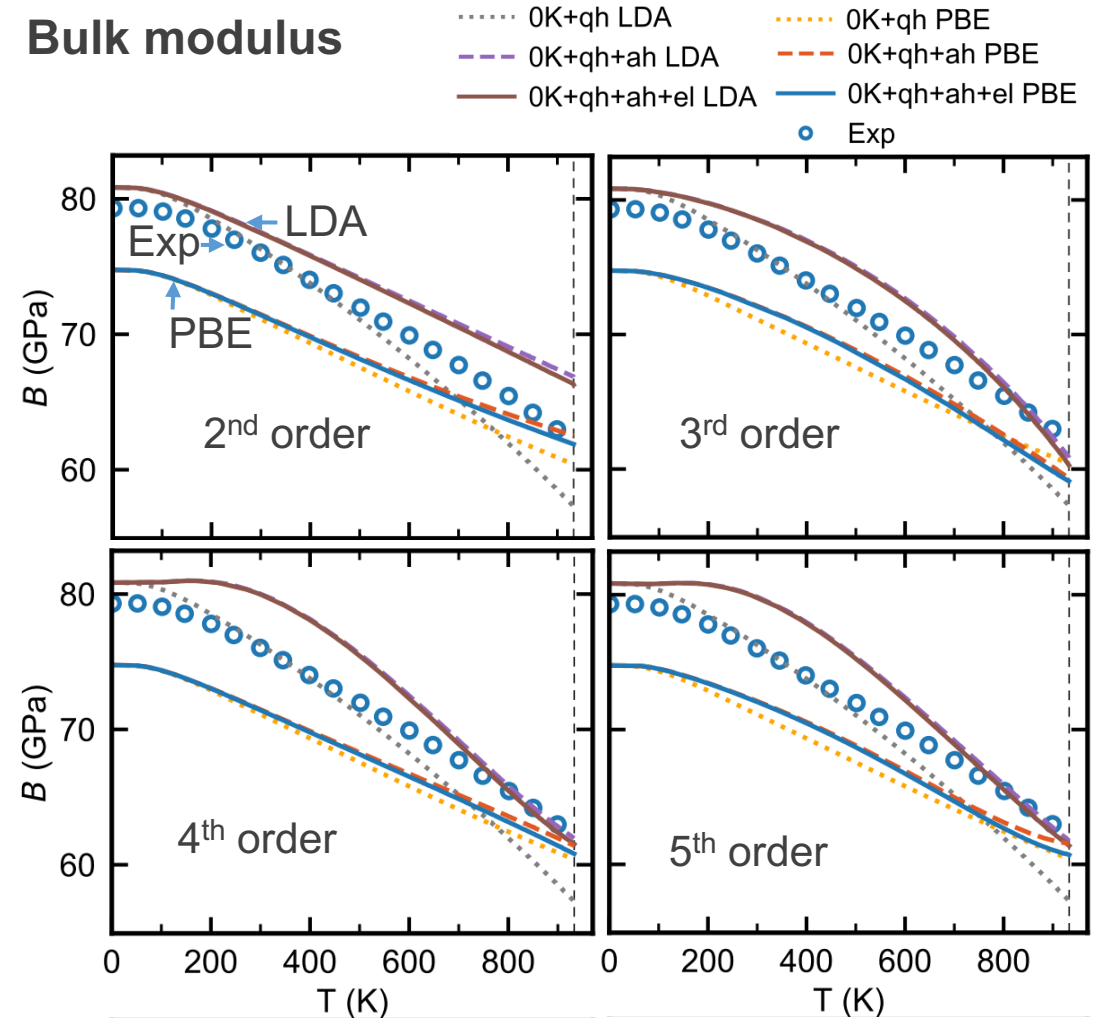 Bulk modulus
0K+qh LDA
0K+qh+ah LDA
0K+qh+ah+el LDA
0K+qh PBE
0K+qh+ah PBE
0K+qh+ah+el PBE
Exp
B (GPa)
80
70
60
LDA
Exp
PBE
2nd order
3rd order
B (GPa)
80
70
60
4th order
5th order
0 200 400 600 800
T (K)
0 200 400 600 800
T (K)